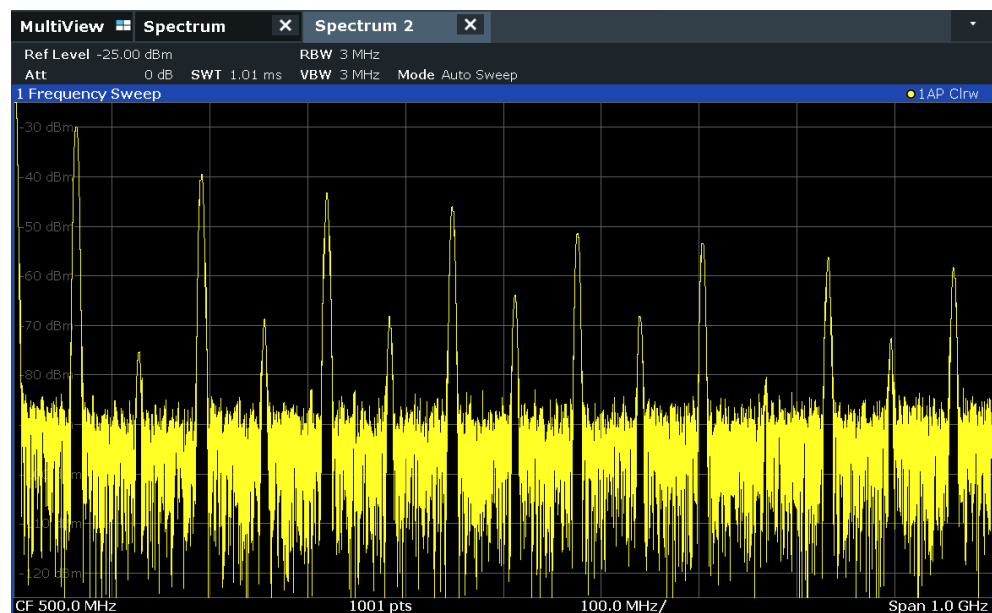 MultiView Spectrum X Spectrum 2 X
Ref Level -25.00 dBm RBW 3 MHz
Att 0 dB SWT 1.01 ms VBW 3 MHz Mode Auto Sweep
1 Frequency Sweep 1AP Clrw
-30 dBm
-40 dBm
-50 dBm
-60 dBm
-70 dBm
-80 dBm
-120 dBm
CF 500.0 MHz 1001 pts 100.0 MHz/ Span 1.0 GHz